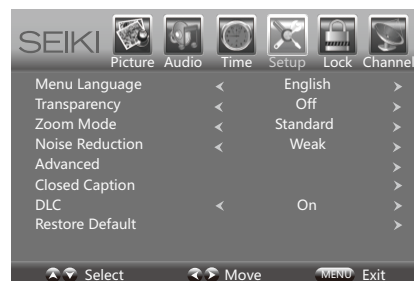 SEIKI
Picture Audio Time Setup Lock Channel
Menu Language English
Transparency Off
Zoom Mode Standard
Noise Reduction Weak
Advanced
Closed Caption
DLC On
Restore Default
Select Move MENU Exit